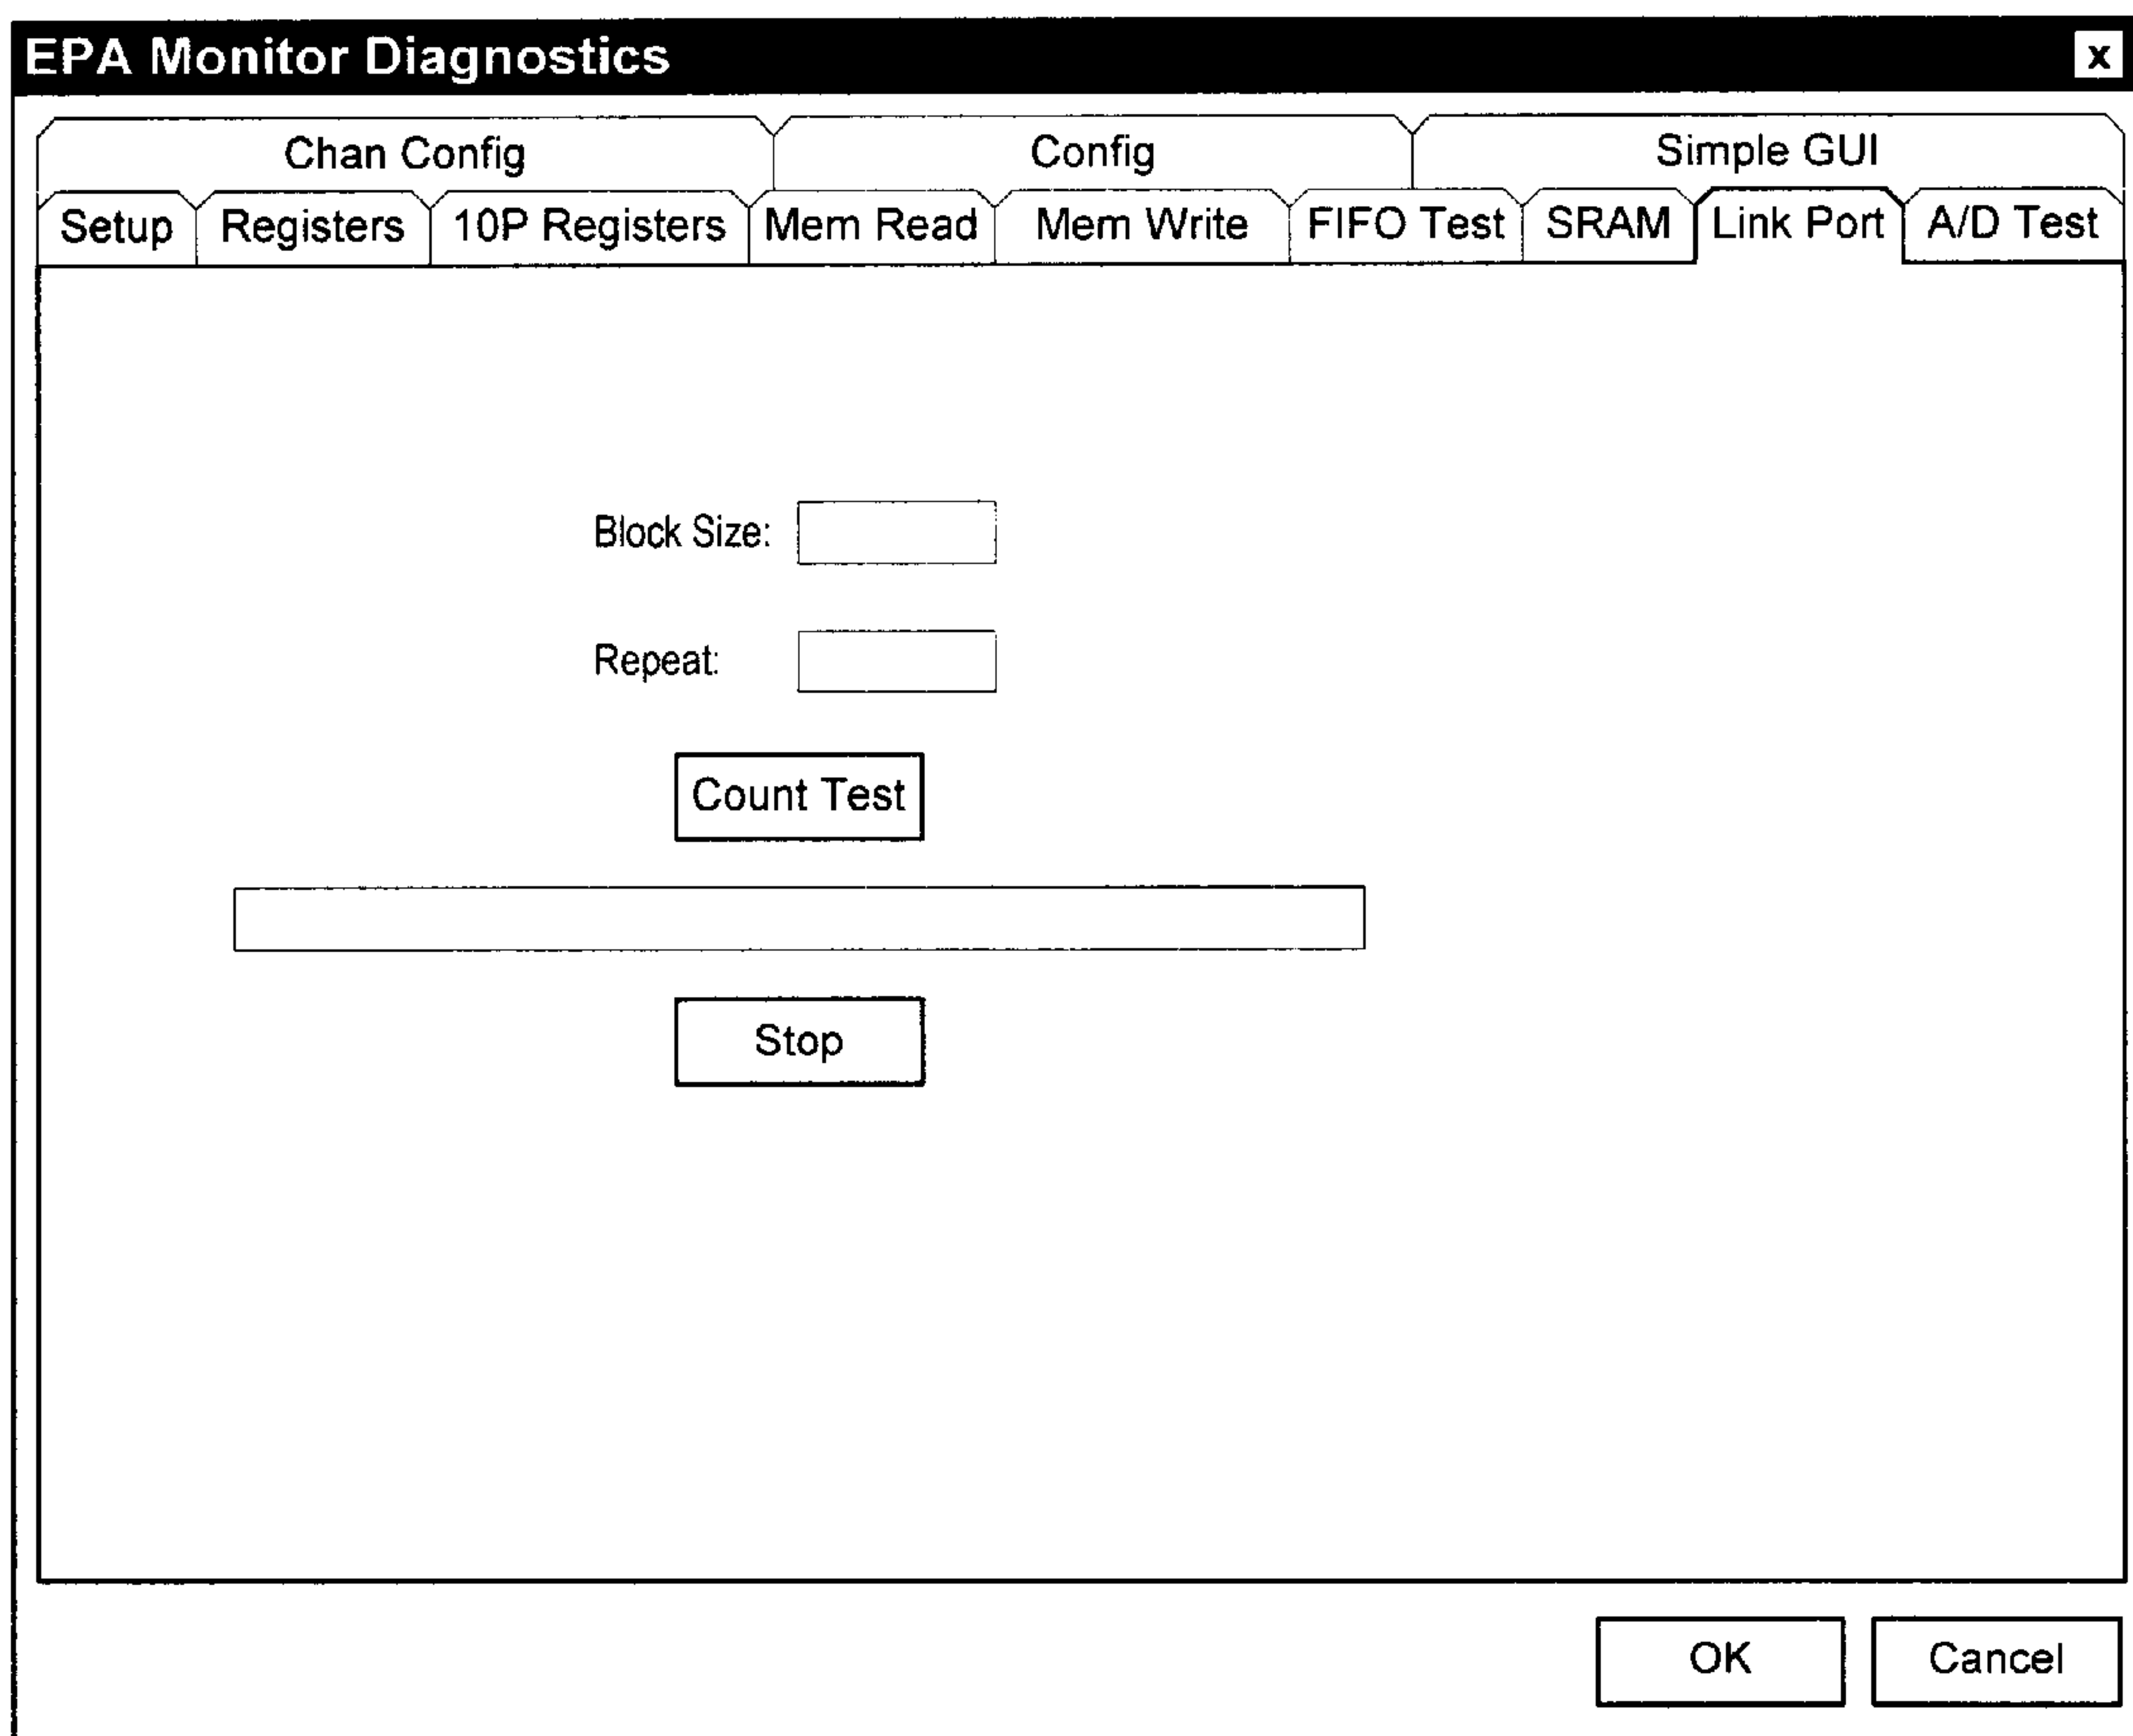 EPA Monitor Diagnostics x
Chan Config Config Simple GUI
Setup Registers 10P Registers Mem Read Mem Write FIFO Test SRAM Link Port A/D Test
Block Size:
Repeat:
Count Test
Stop
OK Cancel